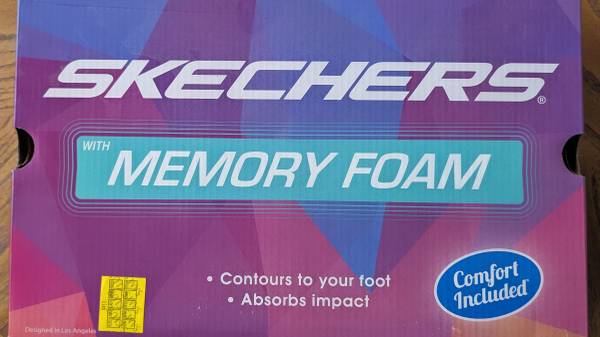 SKECHERS®
WITH
MEMORY FOAM
• Contours to your foot
• Absorbs impact
Comfort
Included
Designed in Los Angeles